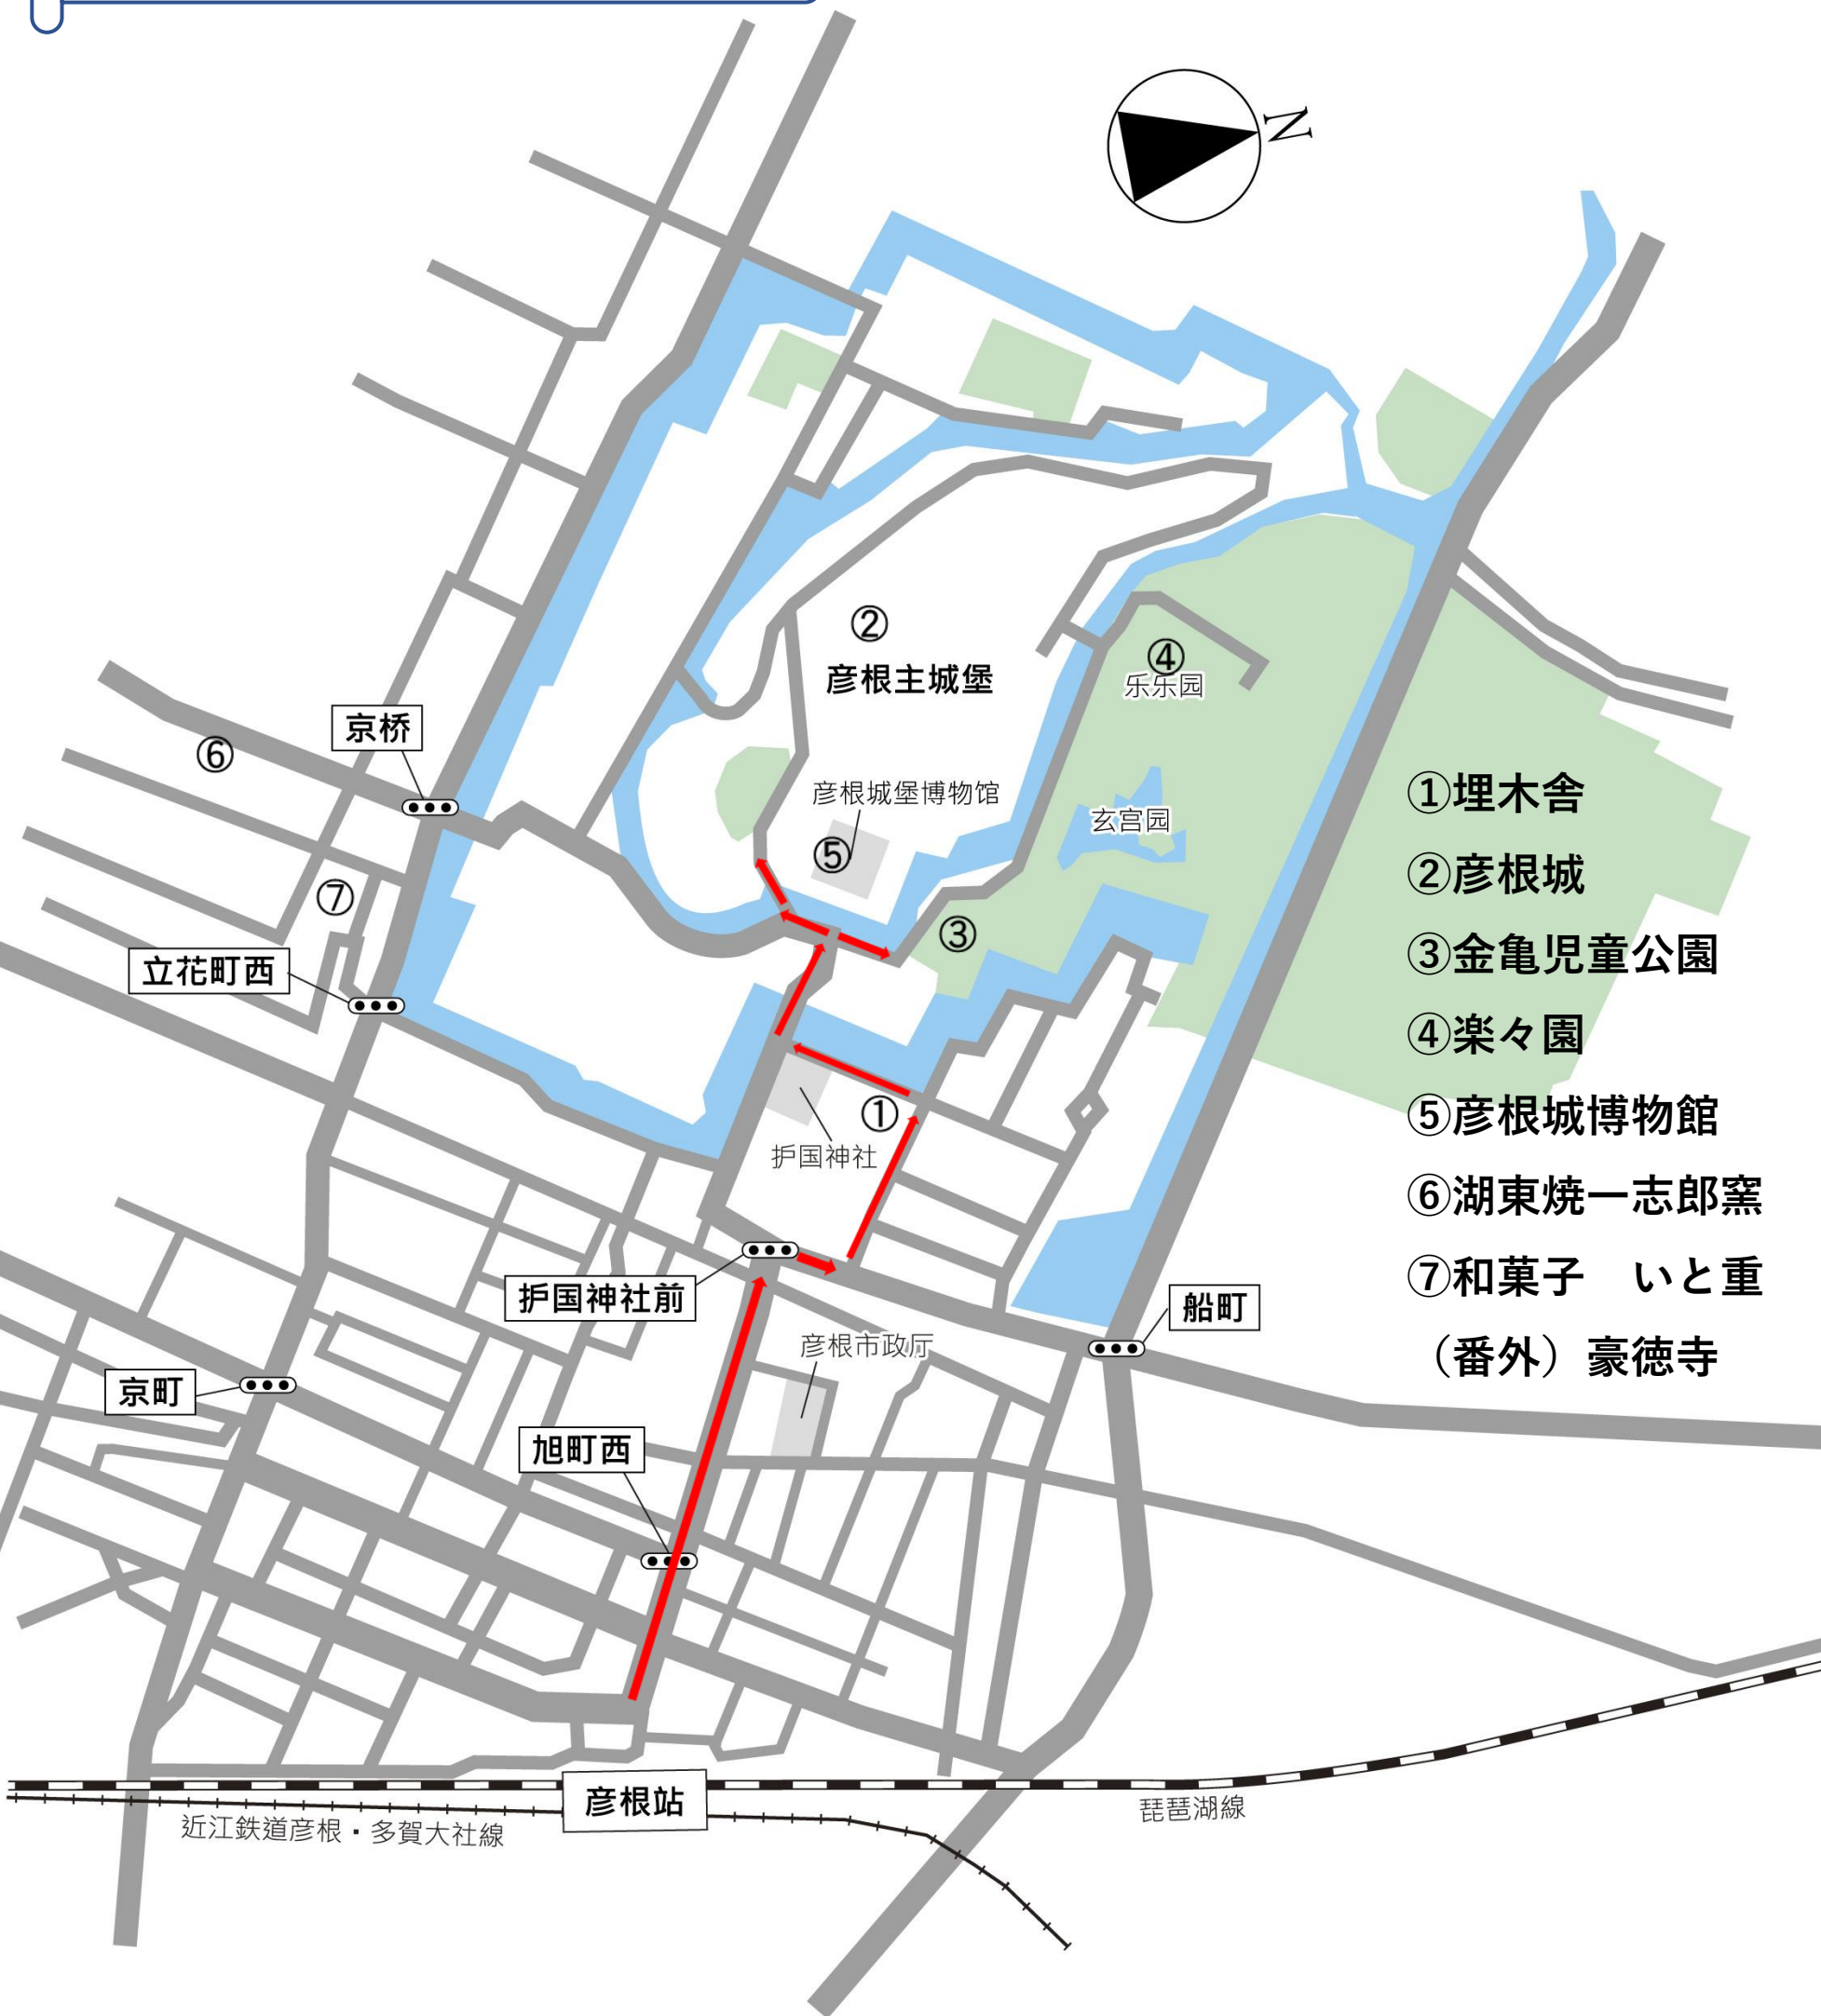 N
②
彦根主城堡
④
乐乐园
京桥
⑥
彦根城堡博物馆
⑤
玄宫园
⑦
③
立花町西
①
护国神社
护国神社前
船町
彦根市政厅
京町
旭町西
彦根站
琵琶湖線
近江鉄道彦根・多賀大社線
①埋木舎
②彦根城
③金亀児童公園
④楽々園
⑤彦根城博物館
⑥湖東焼一志郎窯
⑦和菓子　いと重
（番外）豪徳寺